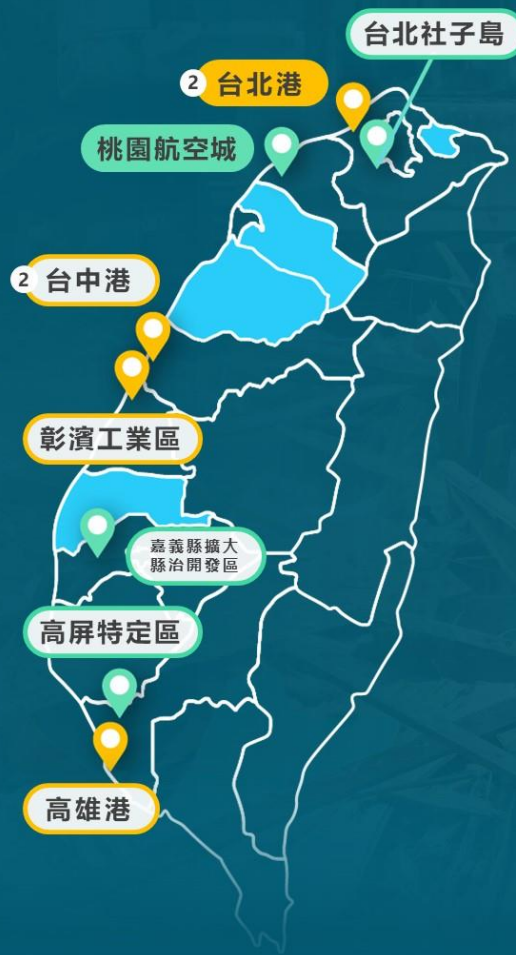 台北社子島
2 台北港
桃園航空城
2 台中港
彰濱工業區
嘉義縣擴大
縣治開發區
高屏特定區
高雄港